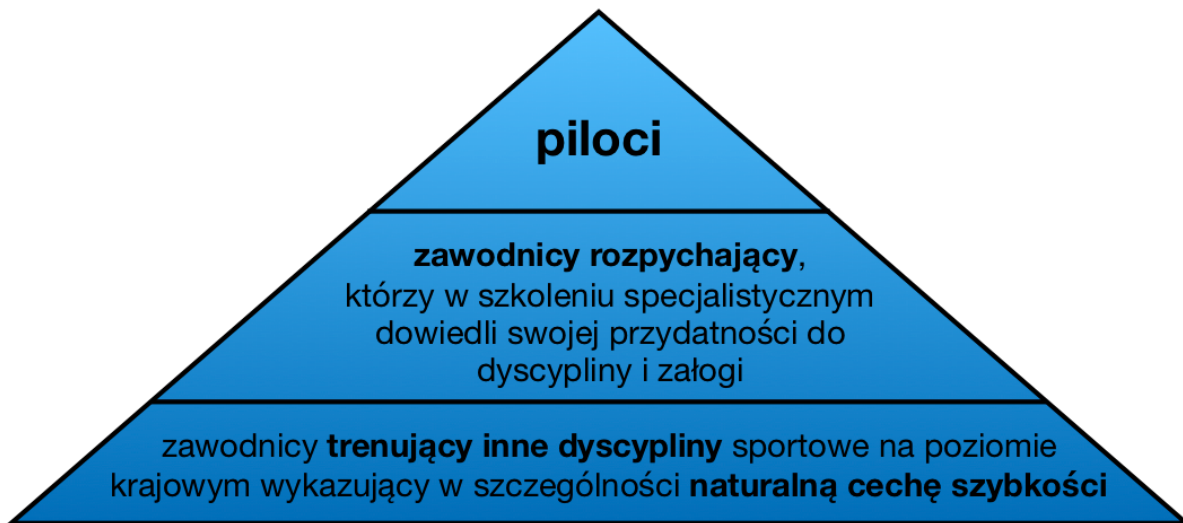 piloci
zawodnicy rozpychający,
którzy w szkoleniu specjalistycznym
dowiedli swojej przydatności do
dyscypliny i załogi
zawodnicy trenujący inne dyscypliny sportowe na poziomie
krajowym wykazujący w szczególności naturalną cechę szybkości